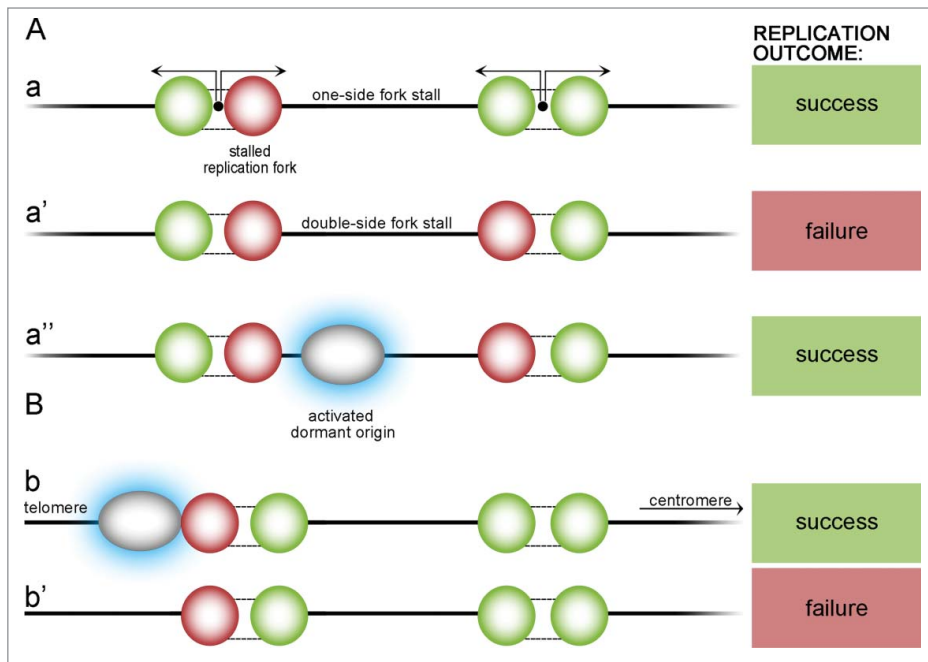 A
REPLICATION
OUTCOME:
a
one-side fork stall
success
stalled
replication fork
a'
double-side fork stall
failure
a''
success
activated
dormant origin
B
b
telomere
centromere
success
b'
failure